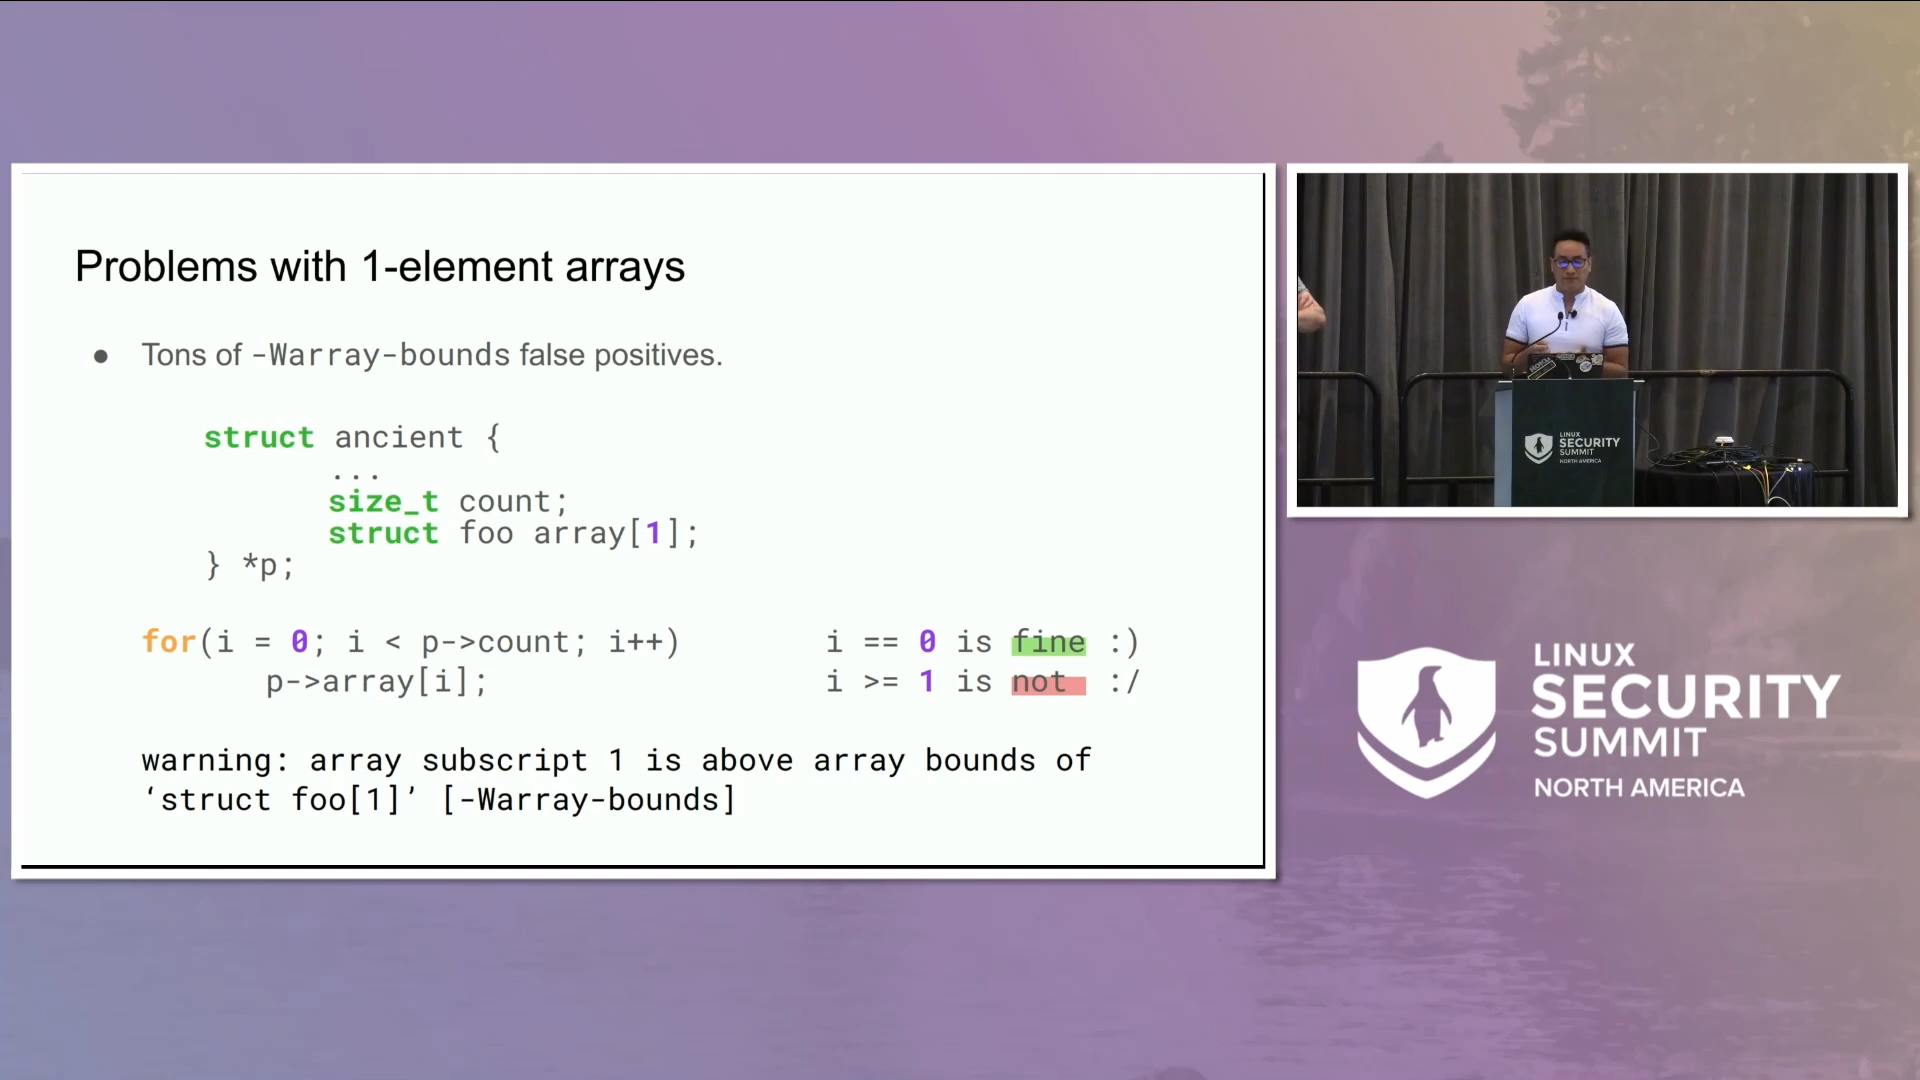 Problems with 1-element arrays
● Tons of -Warray-bounds false positives.
struct ancient {
...
size_t count;
struct foo array[1];
} *p;
for(i = 0; i < p->count; i++)
p->array[i];
i == 0 is fine :)
i >= 1 is not :/
warning: array subscript 1 is above array bounds of
‘struct foo[1]’ [-Warray-bounds]
LINUX
SECURITY
SUMMIT
NORTH AMERICA
LINUX
SECURITY
SUMMIT
NORTH AMERICA